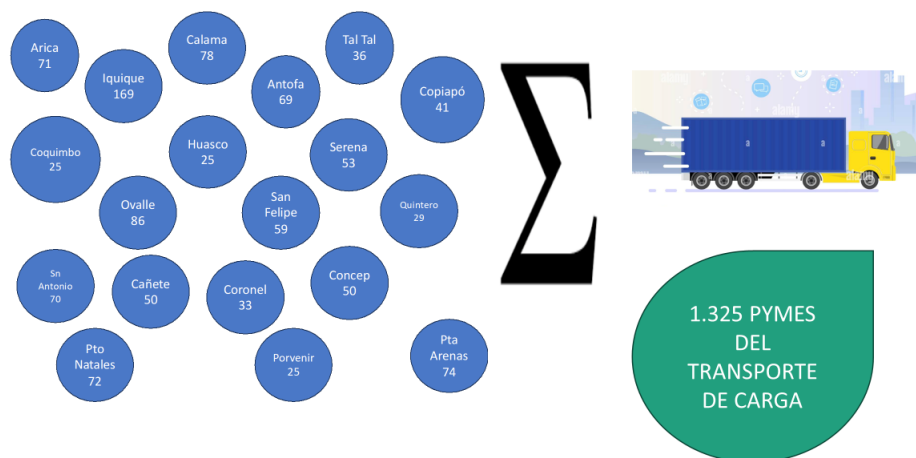 Arica
71
Iquique
169
Calama
78
Antofa
69
Tal Tal
36
Copiapó
41
Coquimbo
25
Huasco
25
Serena
53
Ovalle
86
San
Felipe
59
Quintero
29
Sn
Antonio
70
Cañete
50
Coronel
33
Concep
50
Pto
Natales
72
Porvenir
25
Pta
Arenas
74
Σ
1.325 PYMES
DEL
TRANSPORTE
DE CARGA